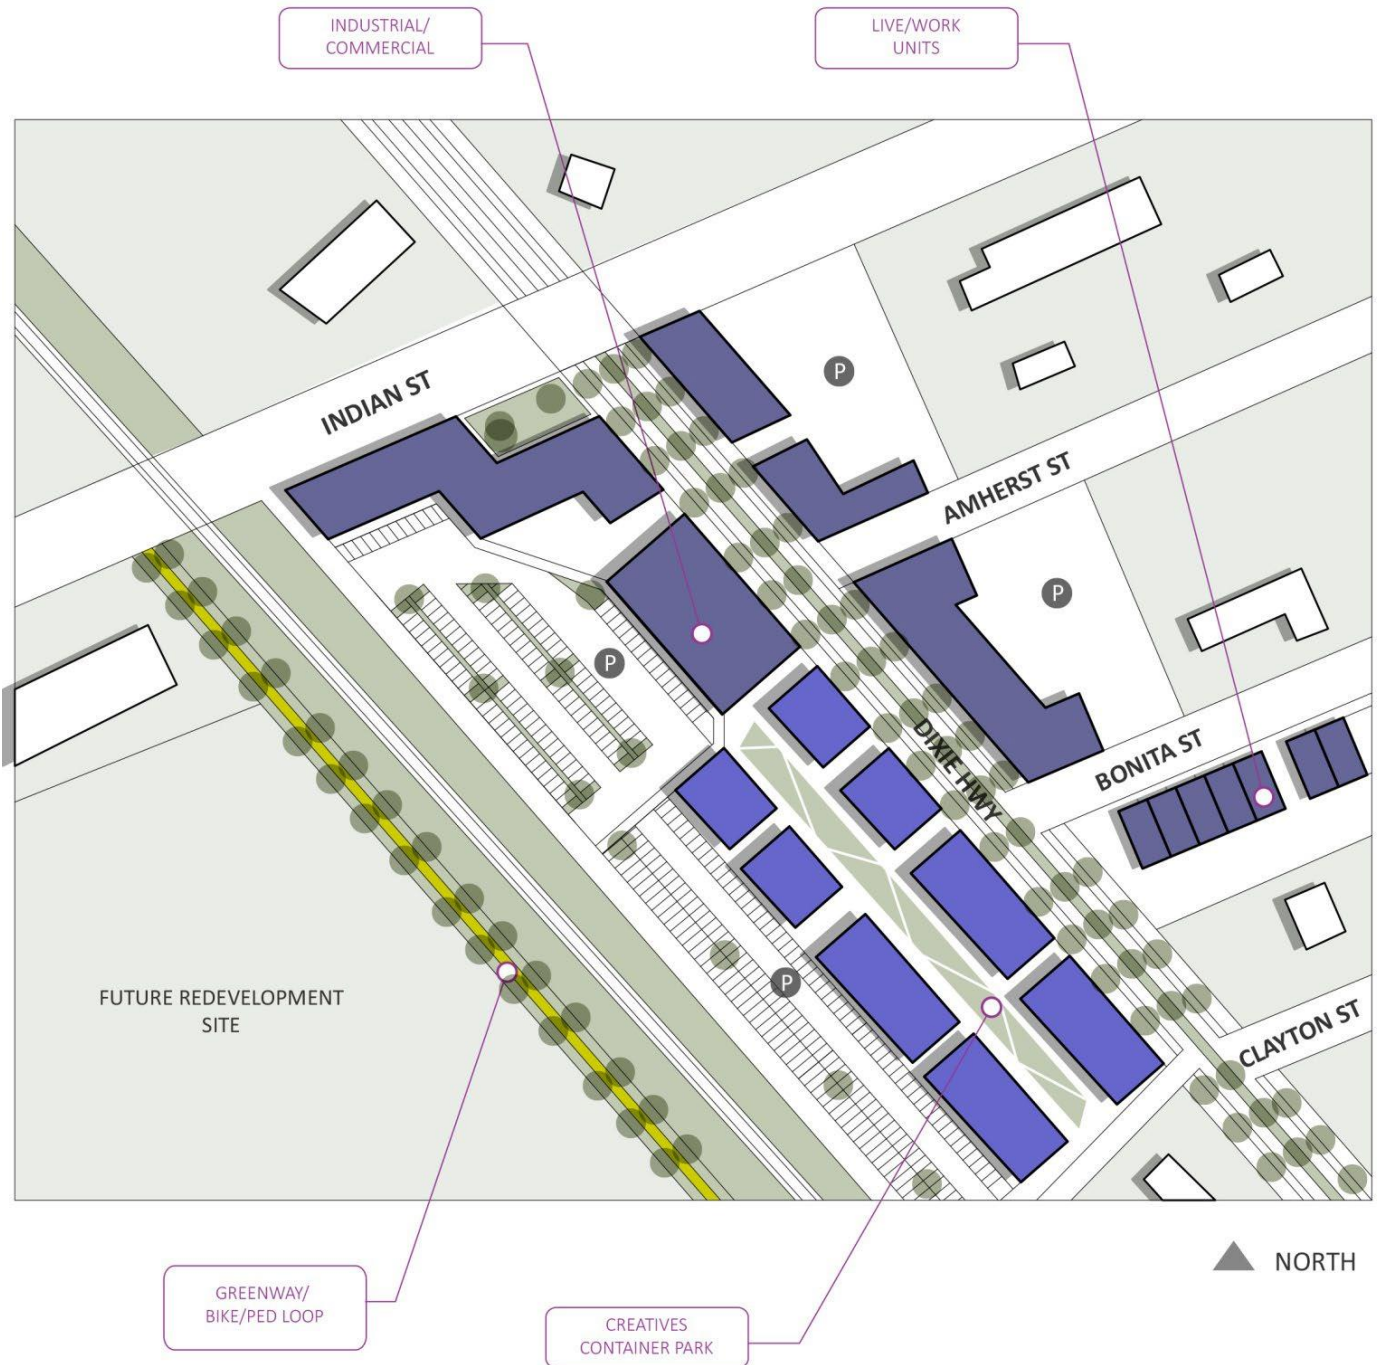 INDUSTRIAL/
COMMERCIAL
LIVE/WORK
UNITS
INDIAN ST
P
AMHERST ST
P
P
DIXIE HWY
BONITA ST
P
FUTURE REDEVELOPMENT
SITE
CLAYTON ST
NORTH
GREENWAY/
BIKE/PED LOOP
CREATIVES
CONTAINER PARK